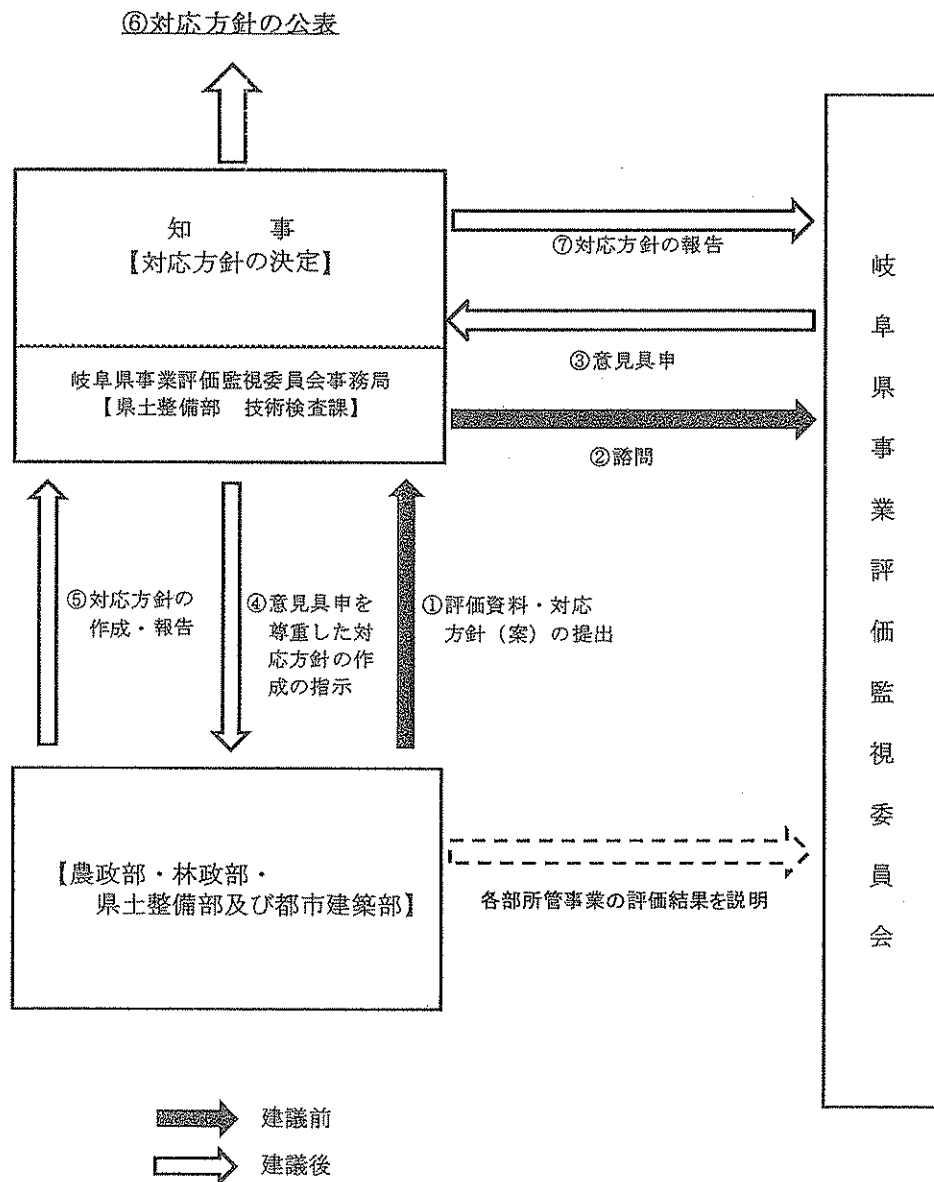 ⑥対応方針の公表
知　　事
【対応方針の決定】
岐阜県事業評価監視委員会事務局
【県土整備部　技術検査課】
⑦対応方針の報告
③意見具申
②諮問
⑤対応方針の
作成・報告
④意見具申を
尊重した対
応方針の作
成の指示
①評価資料・対応
方針（案）の提出
【農政部・林政部・
県土整備部及び都市建築部】
各部所管事業の評価結果を説明
岐阜県事業評価監視委員会
建議前
建議後